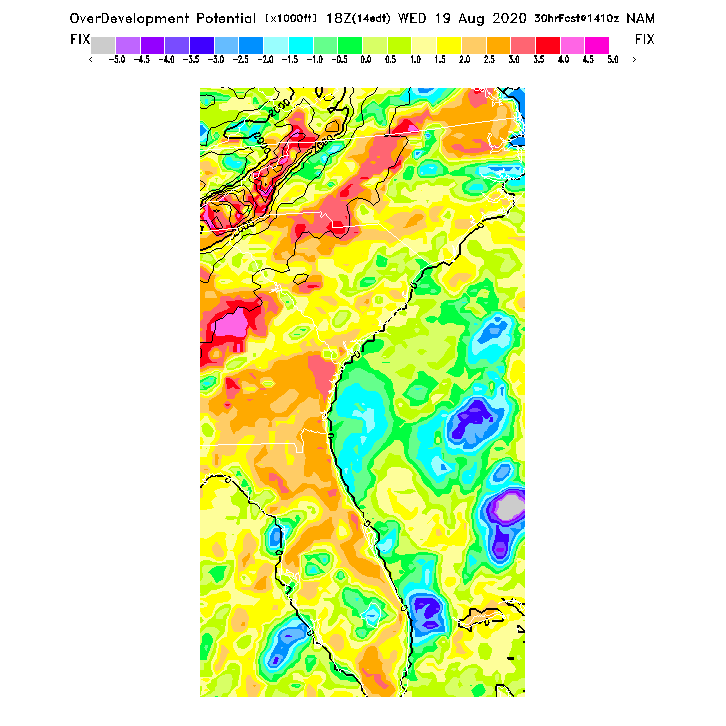 OverDevelopment Potential [x1000ft] 18Z(14edt) WED 19 Aug 2020 30hrFcst@1410z NAM
FIX FIX
< -5.0 -4.5 -4.0 -3.5 -3.0 -2.5 -2.0 -1.5 -1.0 -0.5 0.0 0.5 1.0 1.5 2.0 2.5 3.0 3.5 4.0 4.5 5.0 >
2000